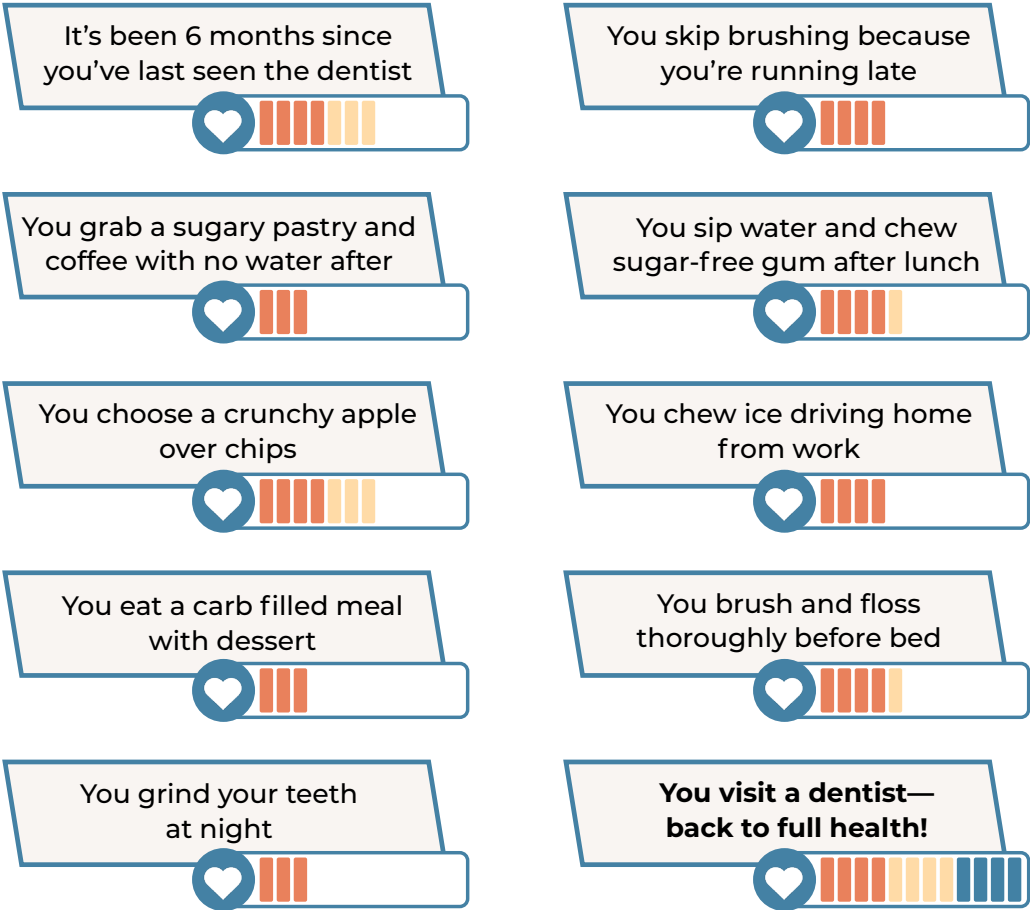 It’s been 6 months since
you’ve last seen the dentist
You skip brushing because
you’re running late
You grab a sugary pastry and
coffee with no water after
You sip water and chew
sugar-free gum after lunch
You choose a crunchy apple
over chips
You chew ice driving home
from work
You eat a carb filled meal
with dessert
You brush and floss
thoroughly before bed
You grind your teeth
at night
You visit a dentist—
back to full health!